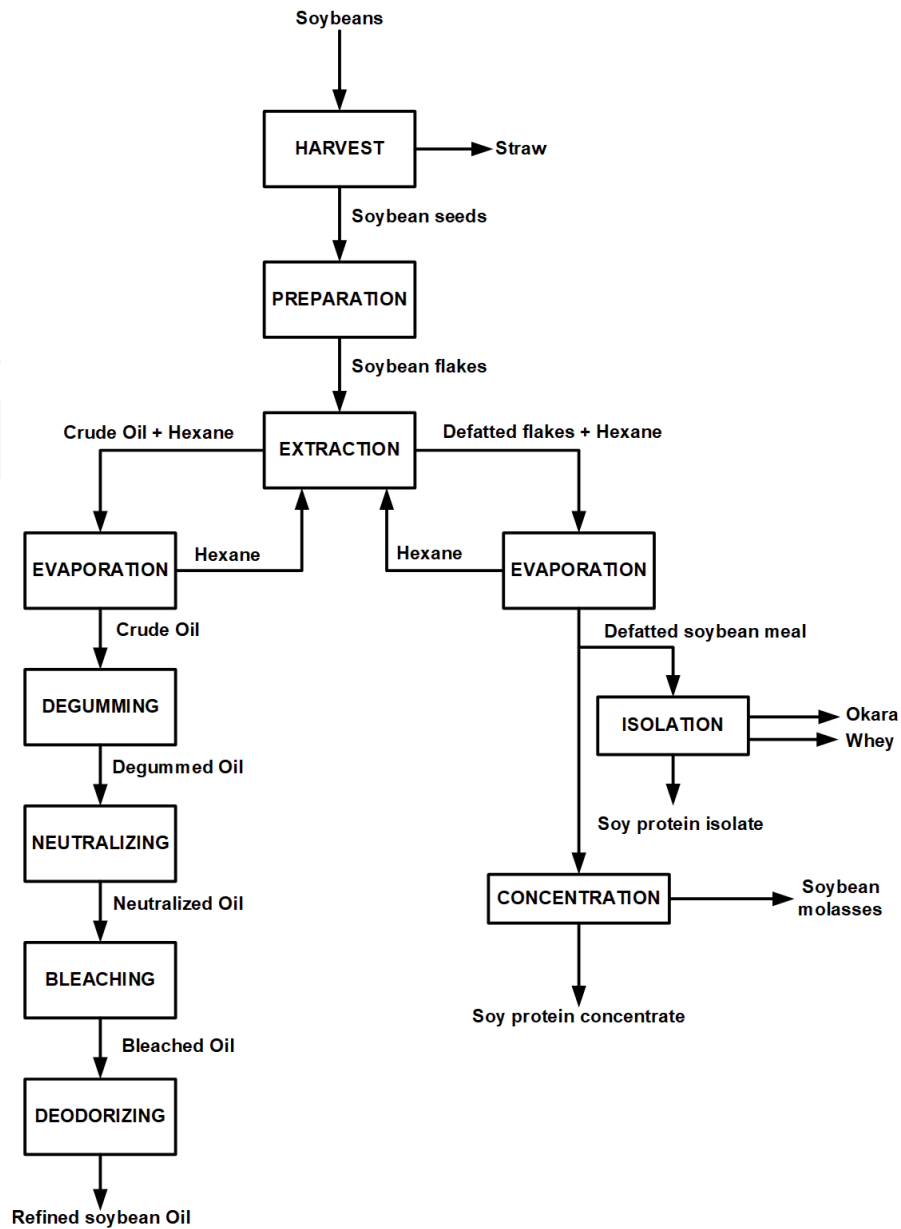 Soybeans
HARVEST
Straw
Soybean seeds
PREPARATION
Soybean flakes
Crude Oil + Hexane
EXTRACTION
Defatted flakes + Hexane
EVAPORATION
Hexane
Hexane
EVAPORATION
Crude Oil
Defatted soybean meal
DEGUMMING
ISOLATION
Okara
Whey
Degummed Oil
Soy protein isolate
NEUTRALIZING
Neutralized Oil
CONCENTRATION
Soybean
molasses
BLEACHING
Soy protein concentrate
Bleached Oil
DEODORIZING
Refined soybean Oil